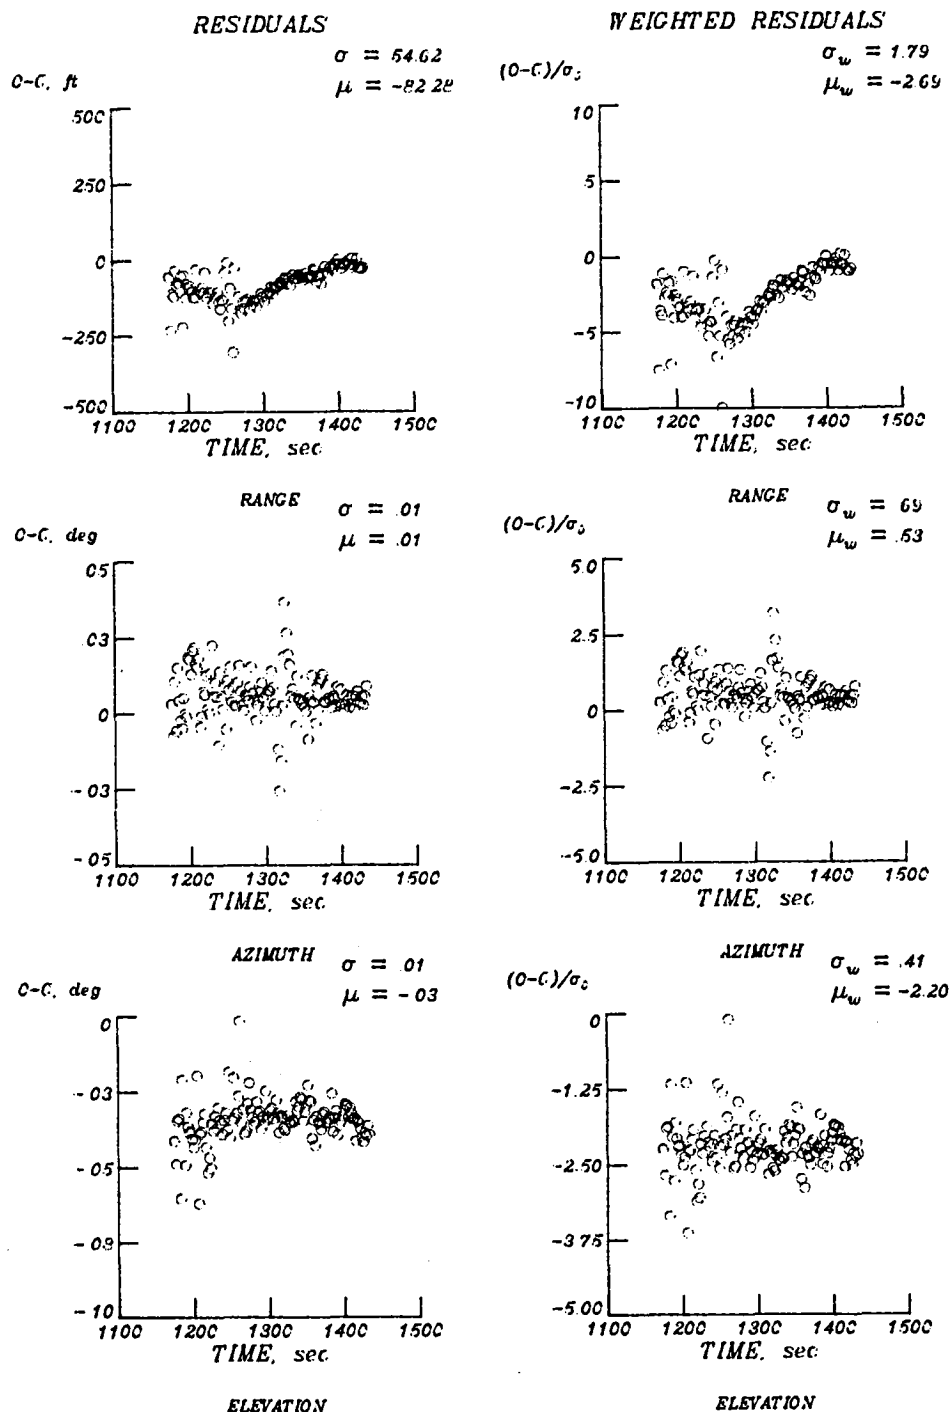 RESIDUALS
WEIGHTED RESIDUALS
σ = 54.62
μ = -82.28
O-C, ft
σw = 1.79
μw = -2.69
500
250
0
-250
-500
1100 1200 1300 1400 1500
TIME, sec
10
5
0
-5
-10
1100 1200 1300 1400 1500
TIME, sec
RANGE
σ = .01
μ = .01
O-C, deg
RANGE
σw = 69
μw = .53
05
03
0
-03
-05
1100 1200 1300 1400 1500
TIME, sec
5.0
2.5
0
-2.5
-5.0
1100 1200 1300 1400 1500
TIME, sec
AZIMUTH
σ = .01
μ = -03
O-C, deg
AZIMUTH
σw = .41
μw = -2.20
0
-03
-05
-08
-10
1100 1200 1300 1400 1500
TIME, sec
0
-1.25
-2.50
-3.75
-5.00
1100 1200 1300 1400 1500
TIME, sec
ELEVATION
ELEVATION